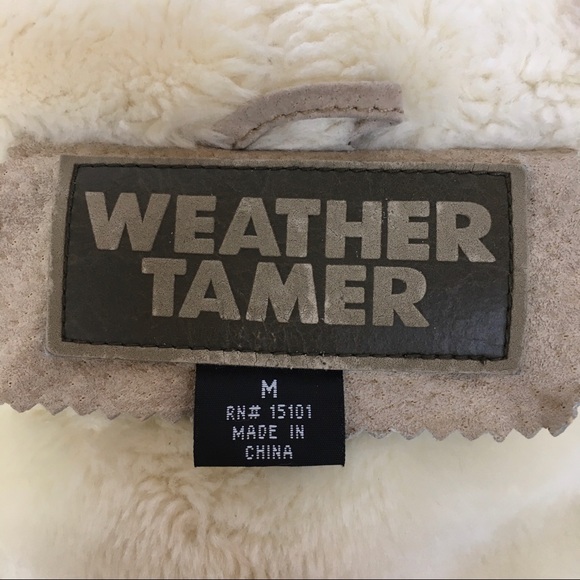 WEATHER
TAMER
M
RN# 15101
MADE IN
CHINA